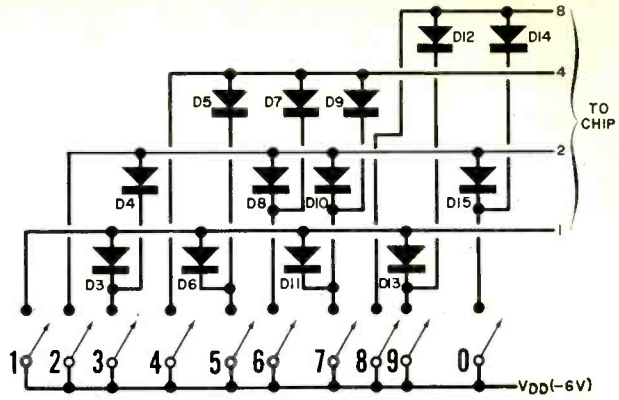 8
D12 D14
4
D5 D7 D9
TO
CHIP
2
D4 D8 D10 D15
1
D3 D6 D11 D13
1 2 3 4 5 6 7 8 9 0
VDD(-6V)